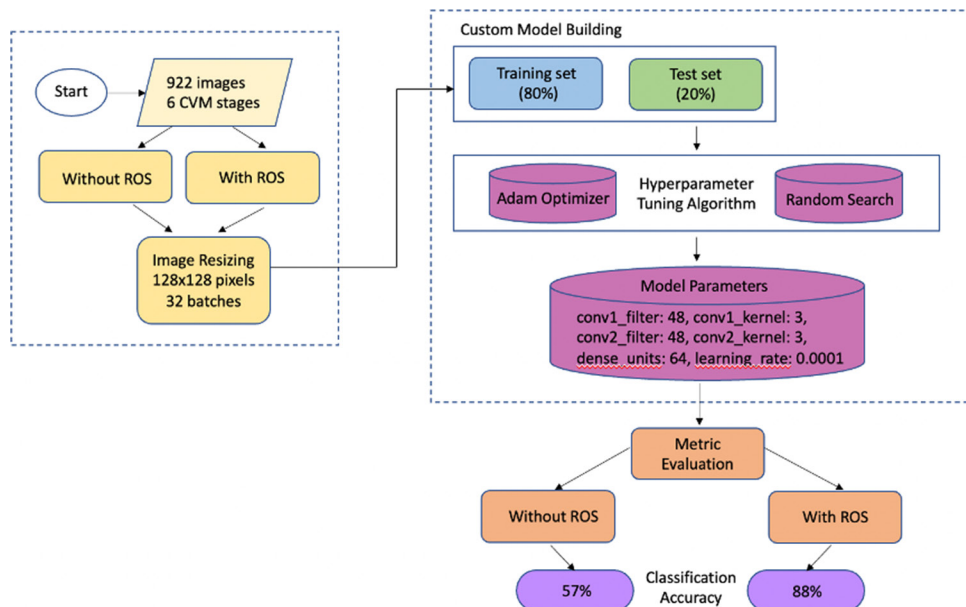 Start
922 images
6 CVM stages
Without ROS
With ROS
Image Resizing
128x128 pixels
32 batches
Custom Model Building
Training set
(80%)
Test set
(20%)
Adam Optimizer
Hyperparameter
Tuning Algorithm
Random Search
Model Parameters
conv1_filter: 48, conv1_kernel: 3,
conv2_filter: 48, conv2_kernel: 3,
dense_units: 64, learning_rate: 0.0001
Metric
Evaluation
Without ROS
With ROS
57%
Classification
Accuracy
88%